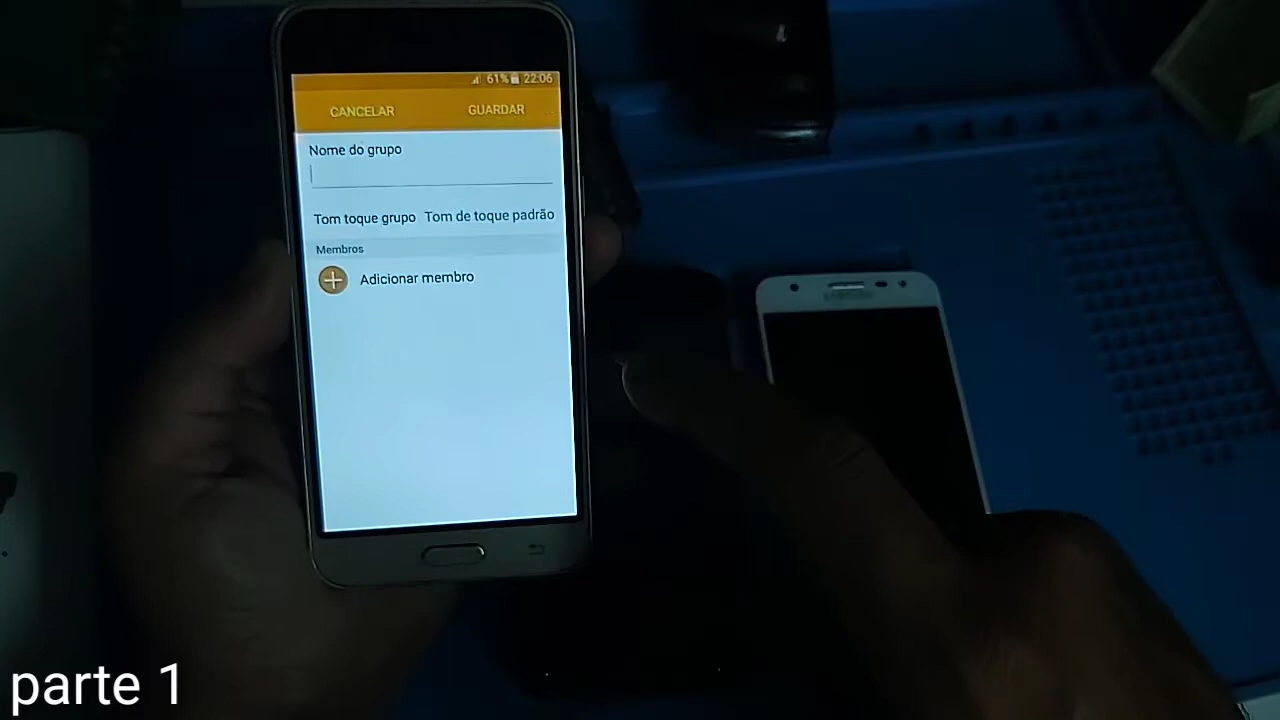 61% 22:06
CANCELAR GUARDAR
Nome do grupo
Tom toque grupo Tom de toque padrão
Membros
Adicionar membro
SAMSUNG
parte 1